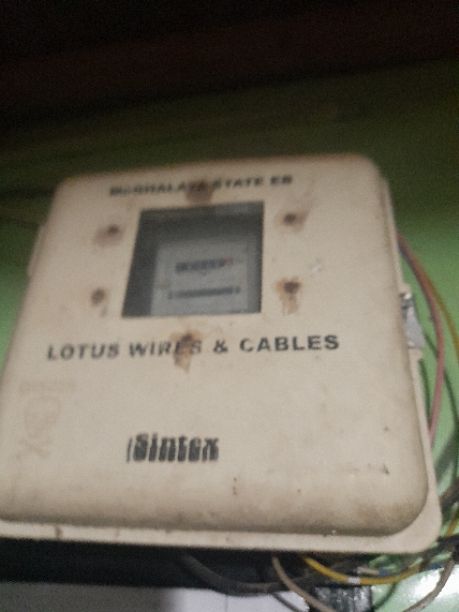 MEGHALAYA STATE EB
LOTUS WIRES & CABLES
Sintex